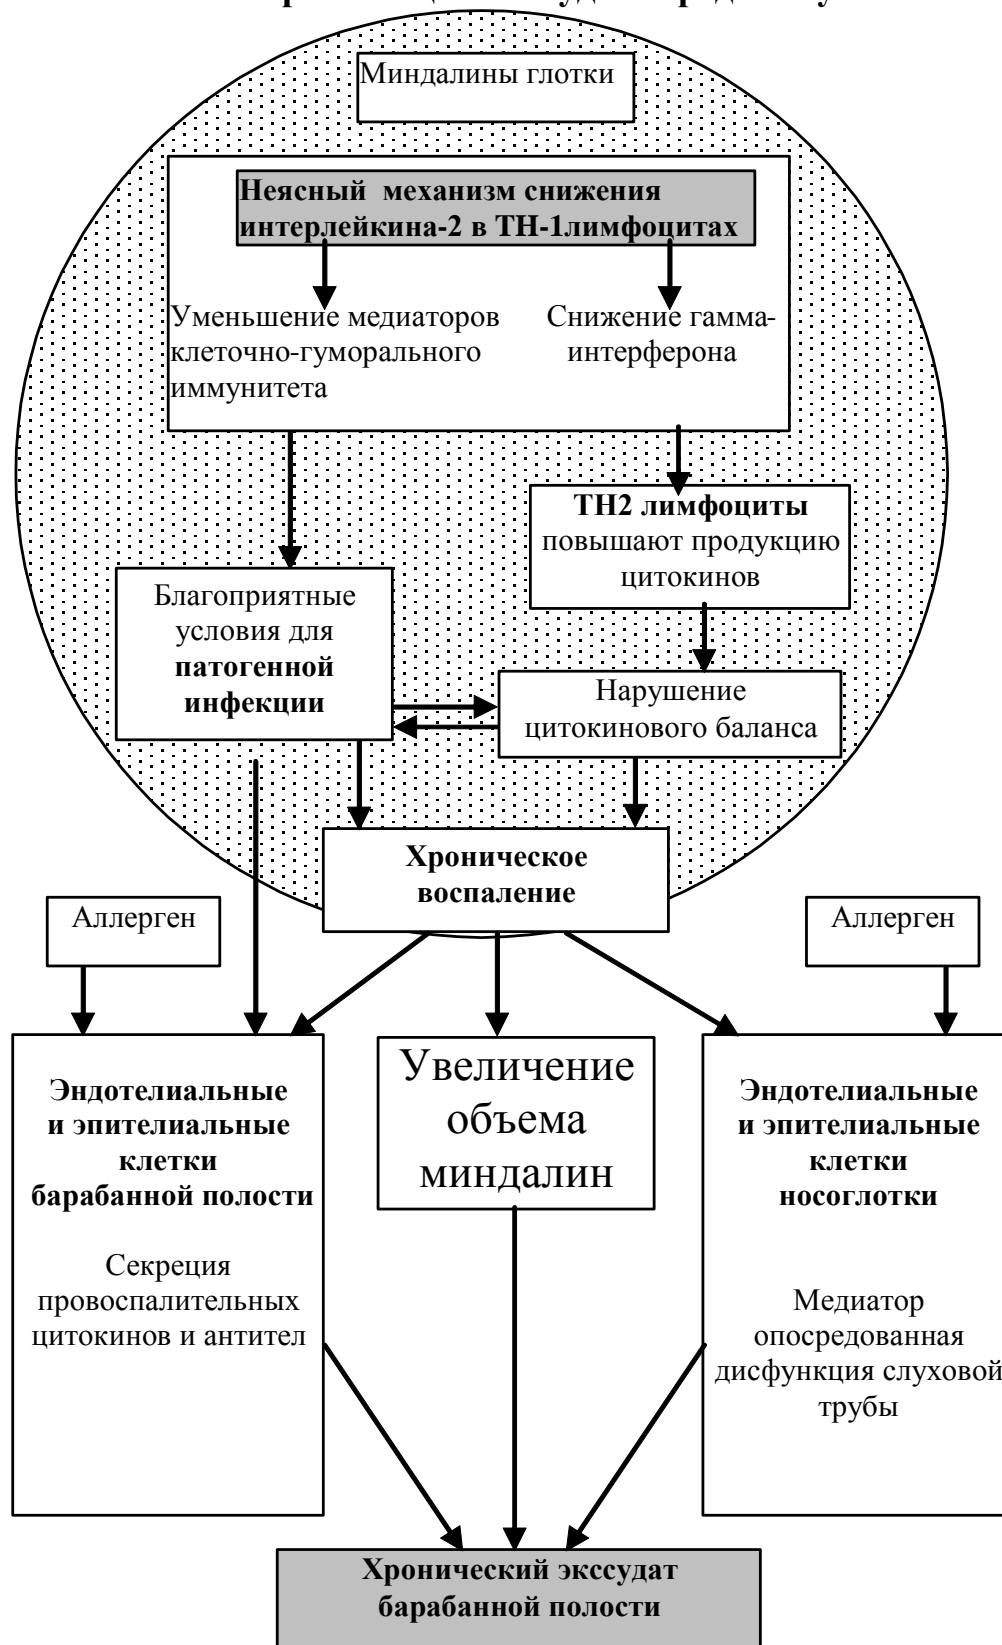 Миндалины глотки
Неясный механизм снижения
интерлейкина-2 в ТН-1лимфоцитах
Уменьшение медиаторов
клеточно-гуморального
иммунитета
Снижение гамма-
интерферона
ТН2 лимфоциты
повышают продукцию
цитокинов
Благоприятные
условия для
патогенной
инфекции
Нарушение
цитокинового баланса
Хроническое
воспаление
Аллерген
Аллерген
Эндотелиальные
и эпителиальные
клетки
барабанной полости
Секреция
провоспалительных
цитокинов и антител
Увеличение
объема
миндалин
Эндотелиальные
и эпителиальные
клетки
носоглотки
Медиатор
опосредованная
дисфункция слуховой
трубы
Хронический экссудат
барабанной полости